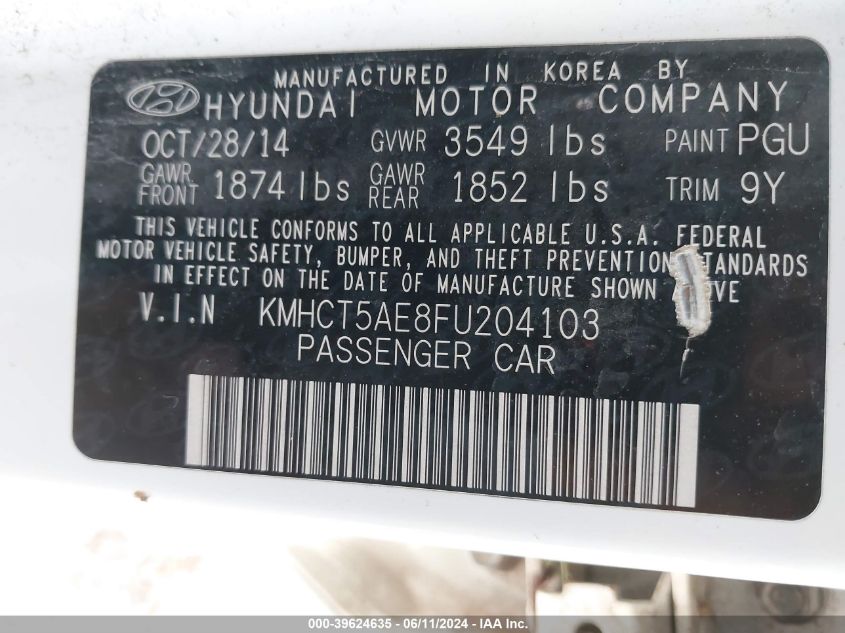 MANUFACTURED IN KOREA BY
HYUNDAI MOTOR COMPANY
OCT/28/14 GVWR 3549 lbs PAINT PGU
GAWR FRONT 1874 lbs GAWR REAR 1852 lbs TRIM 9Y
THIS VEHICLE CONFORMS TO ALL APPLICABLE U.S.A. FEDERAL
MOTOR VEHICLE SAFETY, BUMPER, AND THEFT PREVENTION TANDARDS
IN EFFECT ON THE DATE OF MANUFACTURE SHOWN VE
V.I.N KMHCT5AE8FU204103
PASSENGER CAR
000-39624635 - 06/11/2024 - IAA Inc.